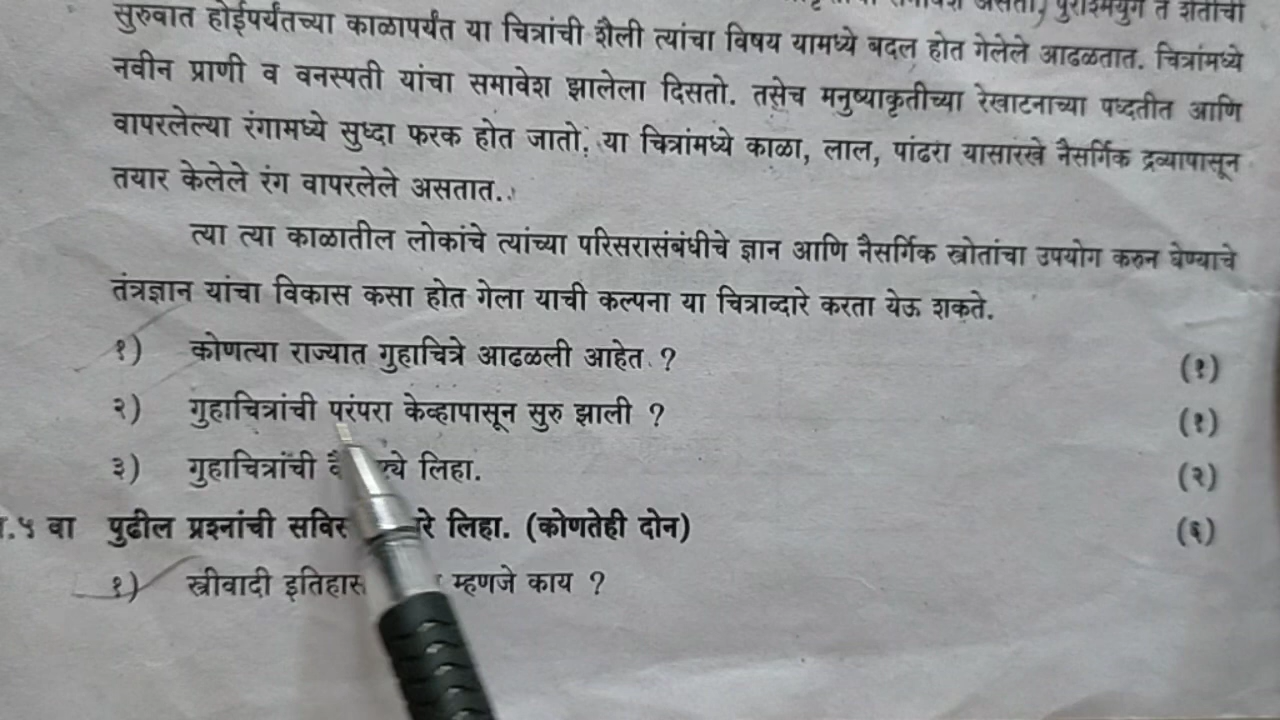 असतो, पुराश्मयुग ते शेतीची
सुरुवात होईपर्यंतच्या काळापर्यंत या चित्रांची शैली त्यांचा विषय यामध्ये बदल होत गेलेले आढळतात. चित्रांमध्ये
नवीन प्राणी व वनस्पती यांचा समावेश झालेला दिसतो. तसेच मनुष्याकृतीच्या रेखाटनाच्या पध्दतीत आणि
वापरलेल्या रंगामध्ये सुध्दा फरक होत जातो. या चित्रांमध्ये काळा, लाल, पांढरा यासारखे नैसर्गिक द्रव्यापासून
तयार केलेले रंग वापरलेले असतात.
त्या त्या काळातील लोकांचे त्यांच्या परिसरासंबंधीचे ज्ञान आणि नैसर्गिक स्त्रोतांचा उपयोग करुन घेण्याचे
तंत्रज्ञान यांचा विकास कसा होत गेला याची कल्पना या चित्राव्दारे करता येऊ शकते.
१) कोणत्या राज्यात गुहाचित्रे आढळली आहेत ? (१)
२) गुहाचित्रांची परंपरा केव्हापासून सुरु झाली ? (१)
३) गुहाचित्रांची लिहा. (२)
.५ वा पुढील प्रश्नांची लिहा. (कोणतेही दोन) (६)
१) स्त्रीवादी म्हणजे काय ?